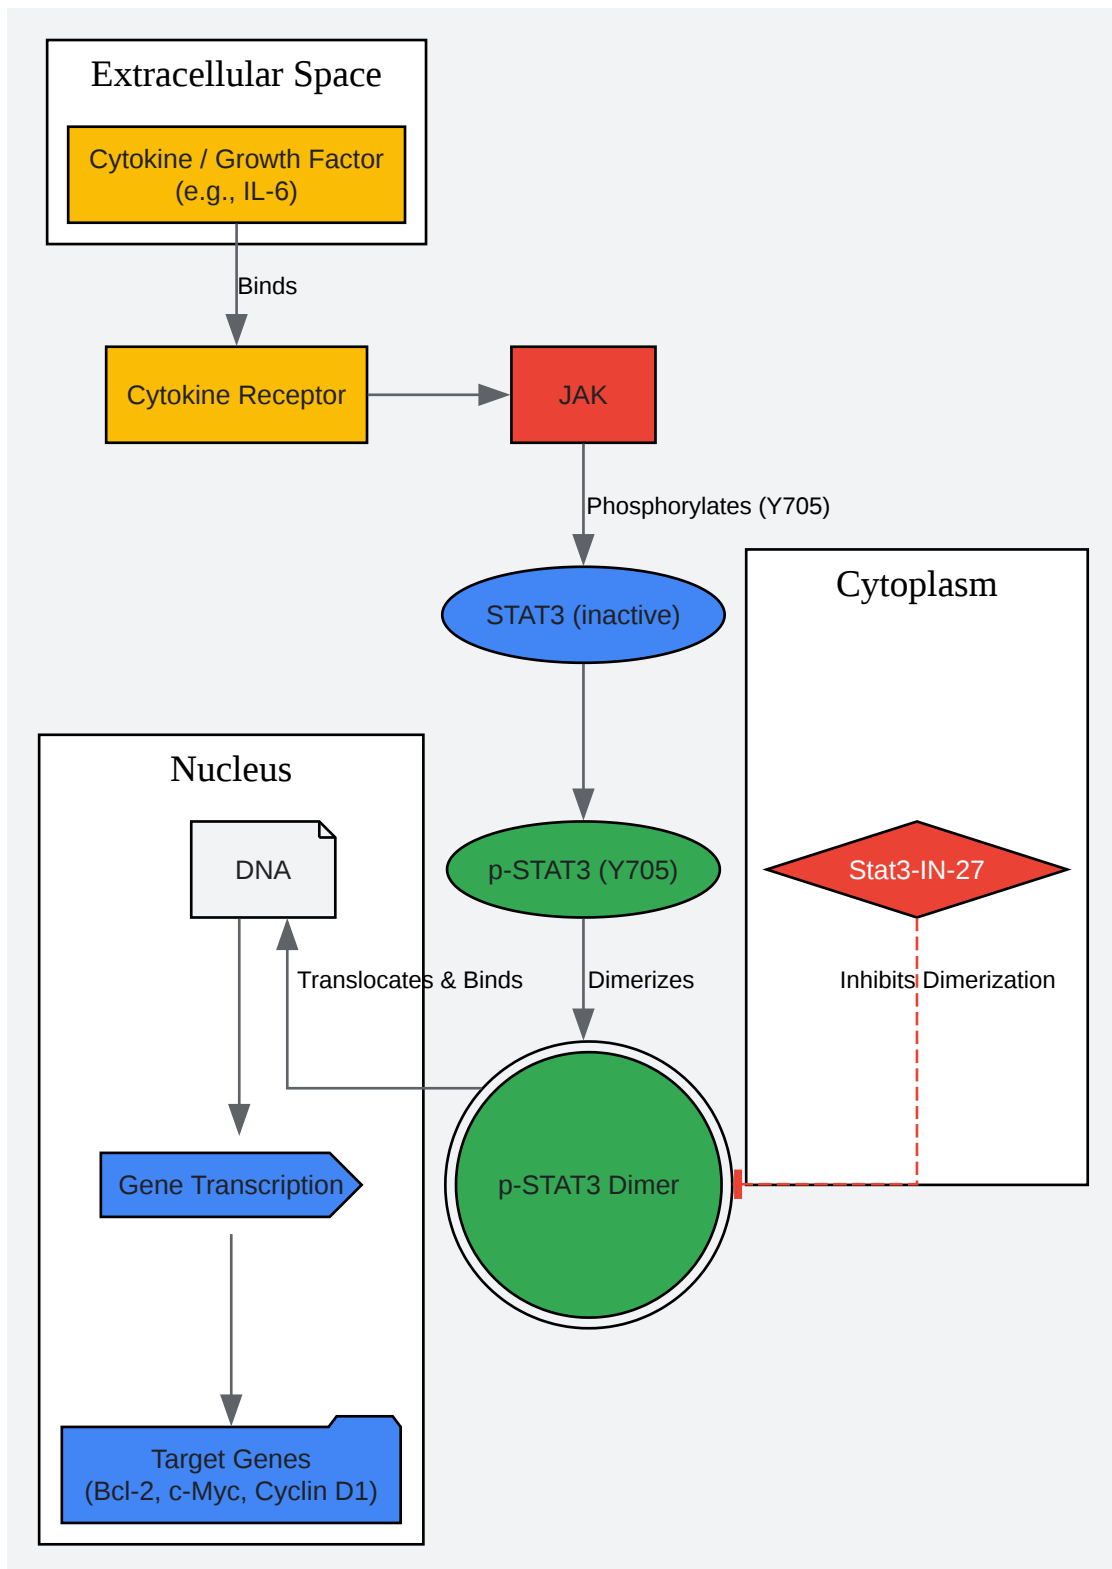 Extracellular Space
Cytokine / Growth Factor
(e.g., IL-6)
Binds
Cytokine Receptor
JAK
Phosphorylates (Y705)
STAT3 (inactive)
Cytoplasm
Nucleus
DNA
p-STAT3 (Y705)
Stat3-IN-27
Translocates & Binds
Dimerizes
Inhibits Dimerization
Gene Transcription
p-STAT3 Dimer
Target Genes
(Bcl-2, c-Myc, Cyclin D1)